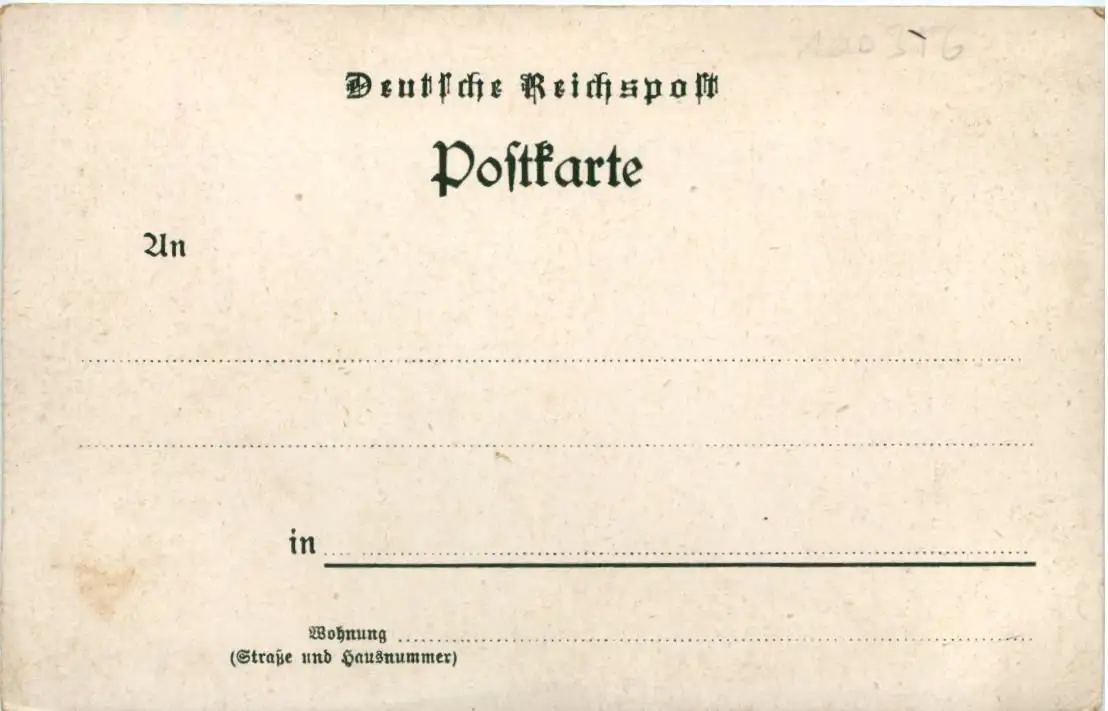 Deutsche Reichspost
Postkarte
An
in
Wohnung
(Straße und Hausnummer)